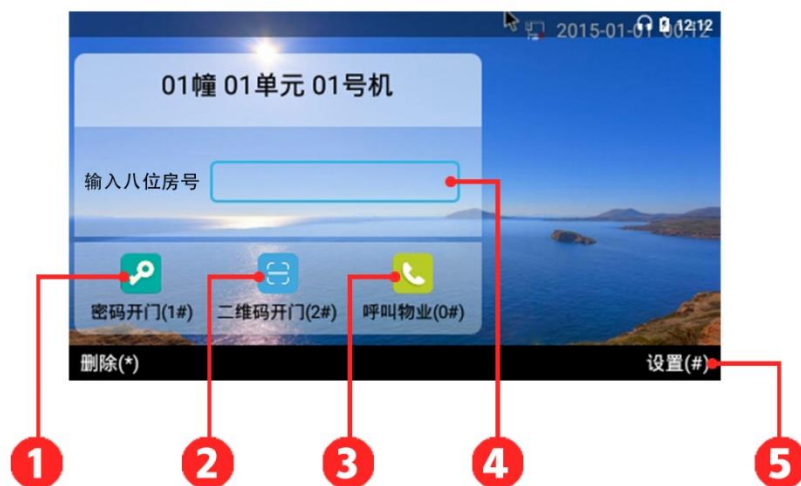 2015-01-01 00:12
12:12
01幢 01单元 01号机
输入八位房号
密码开门(1#) 二维码开门(2#) 呼叫物业(0#)
删除(*) 设置(#)
1 2 3 4 5